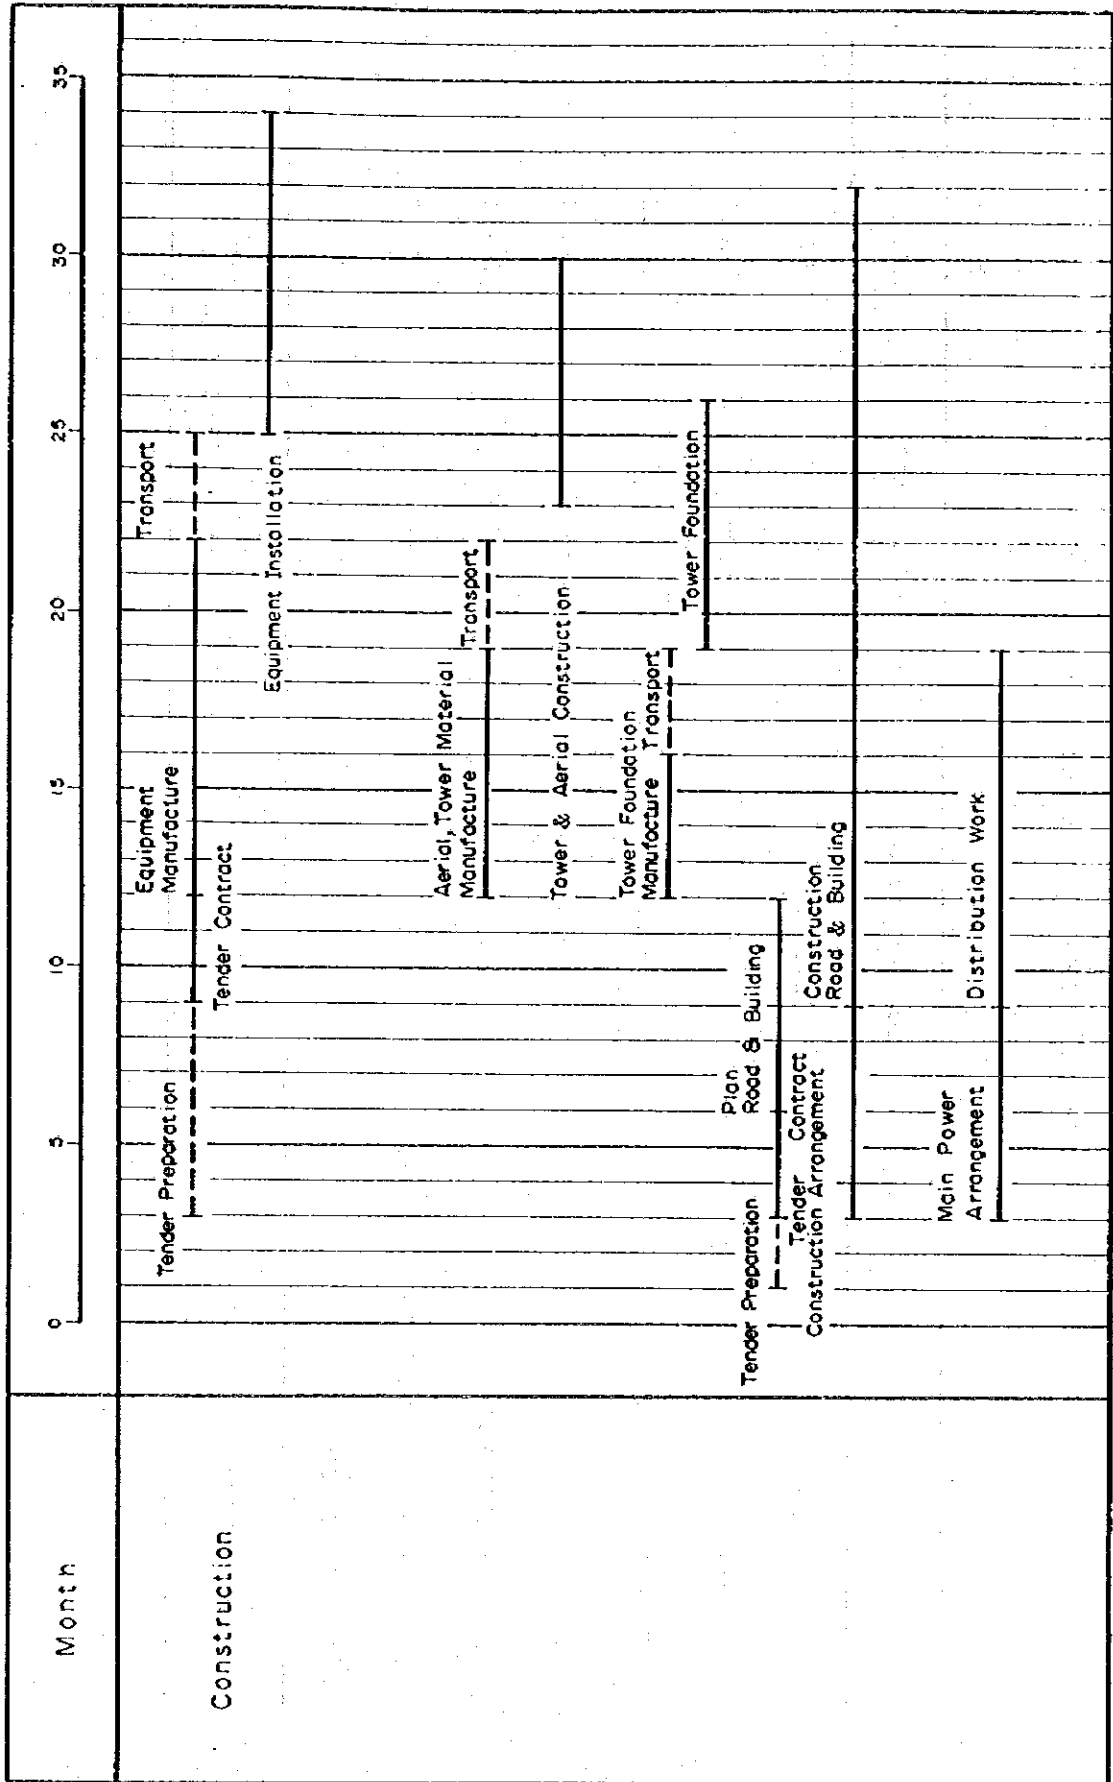 Month
0 5 10 15 20 25 30 35
Construction
Tender Preparation
Equipment
Manufacture
Transport
Tender Contract
Equipment Installation
Aerial, Tower Material
Manufacture
Transport
Tower & Aerial Construction
Tower Foundation
Manufacture Transport
Tower Foundation
Plan
Road & Building
Tender Preparation
Tender Contract
Construction Arrangement
Construction
Road & Building
Main Power
Arrangement
Distribution Work